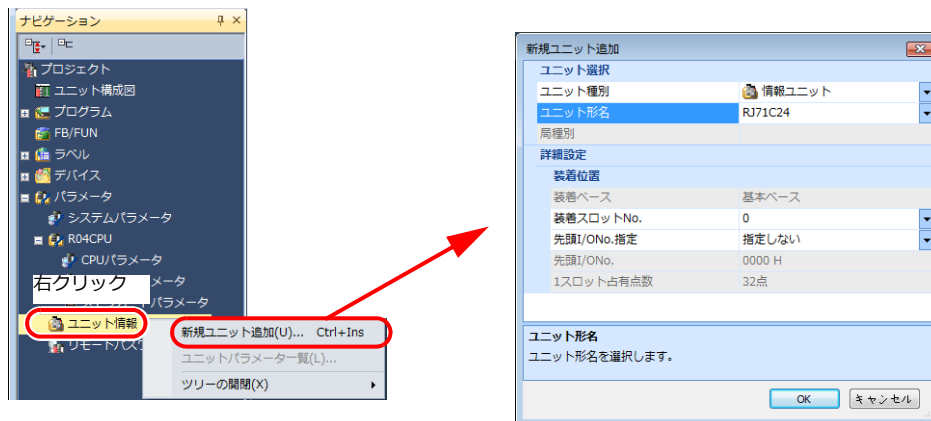 ナビゲーション
プロジェクト
ユニット構成図
プログラム
FB/FUN
ラベル
デバイス
パラメータ
システムパラメータ
R04CPU
CPUパラメータ
右クリック
メータ
パラメータ
ユニット情報
リモートパス
新規ユニット追加(U)... Ctrl+Ins
ユニットパラメータ一覧(L)...
ツリーの開閉(X)
新規ユニット追加
ユニット選択
ユニット種別 情報ユニット
ユニット形名 RJ71C24
局種別
詳細設定
装着位置
装着ベース 基本ベース
装着スロットNo. 0
先頭I/ONo.指定 指定しない
先頭I/ONo. 0000 H
1スロット占有点数 32点
ユニット形名
ユニット形名を選択します。
OK キャンセル